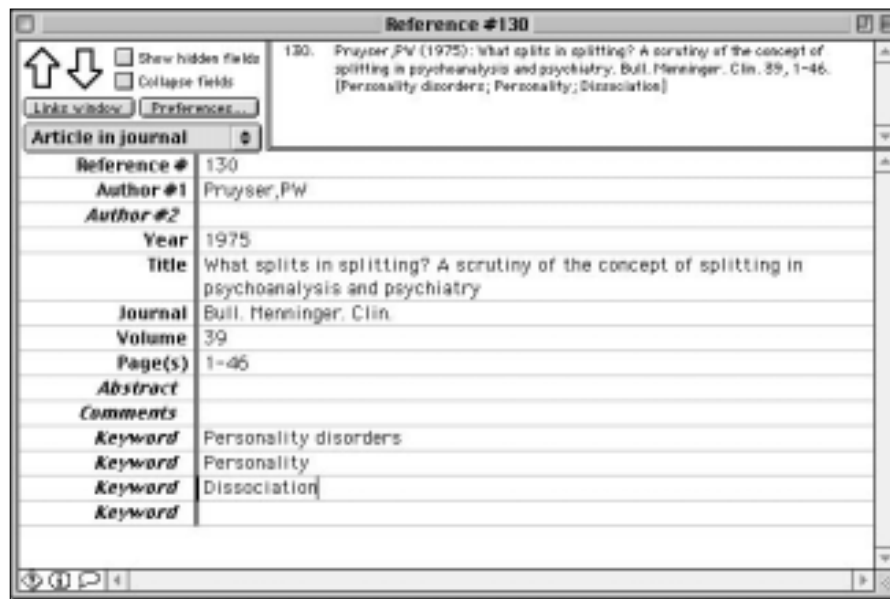 Reference #130
Show hidden fields
Collapse fields
Links window Preferences...
Article in journal
130. Pruyser,PW (1975): What splits in splitting? A scrutiny of the concept of
splitting in psychoanalysis and psychiatry. Bull. Menninger. Clin. 39, 1-46.
[Personality disorders; Personality; Dissociation]
Reference # 130
Author #1 Pruyser,PW
Author #2
Year 1975
Title What splits in splitting? A scrutiny of the concept of splitting in
psychoanalysis and psychiatry
Journal Bull. Menninger. Clin.
Volume 39
Page(s) 1-46
Abstract
Comments
Keyword Personality disorders
Keyword Personality
Keyword Dissociation
Keyword